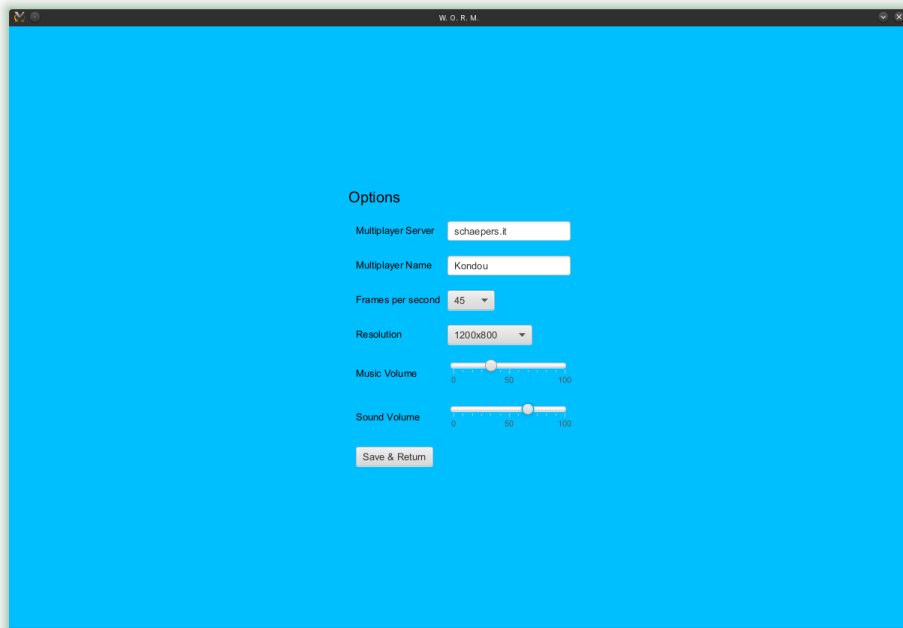 W. O. R. M.
Options
Multiplayer Server schaepers.it
Multiplayer Name Kondou
Frames per second 45
Resolution 1200x800
Music Volume
0 50 100
Sound Volume
0 50 100
Save & Return